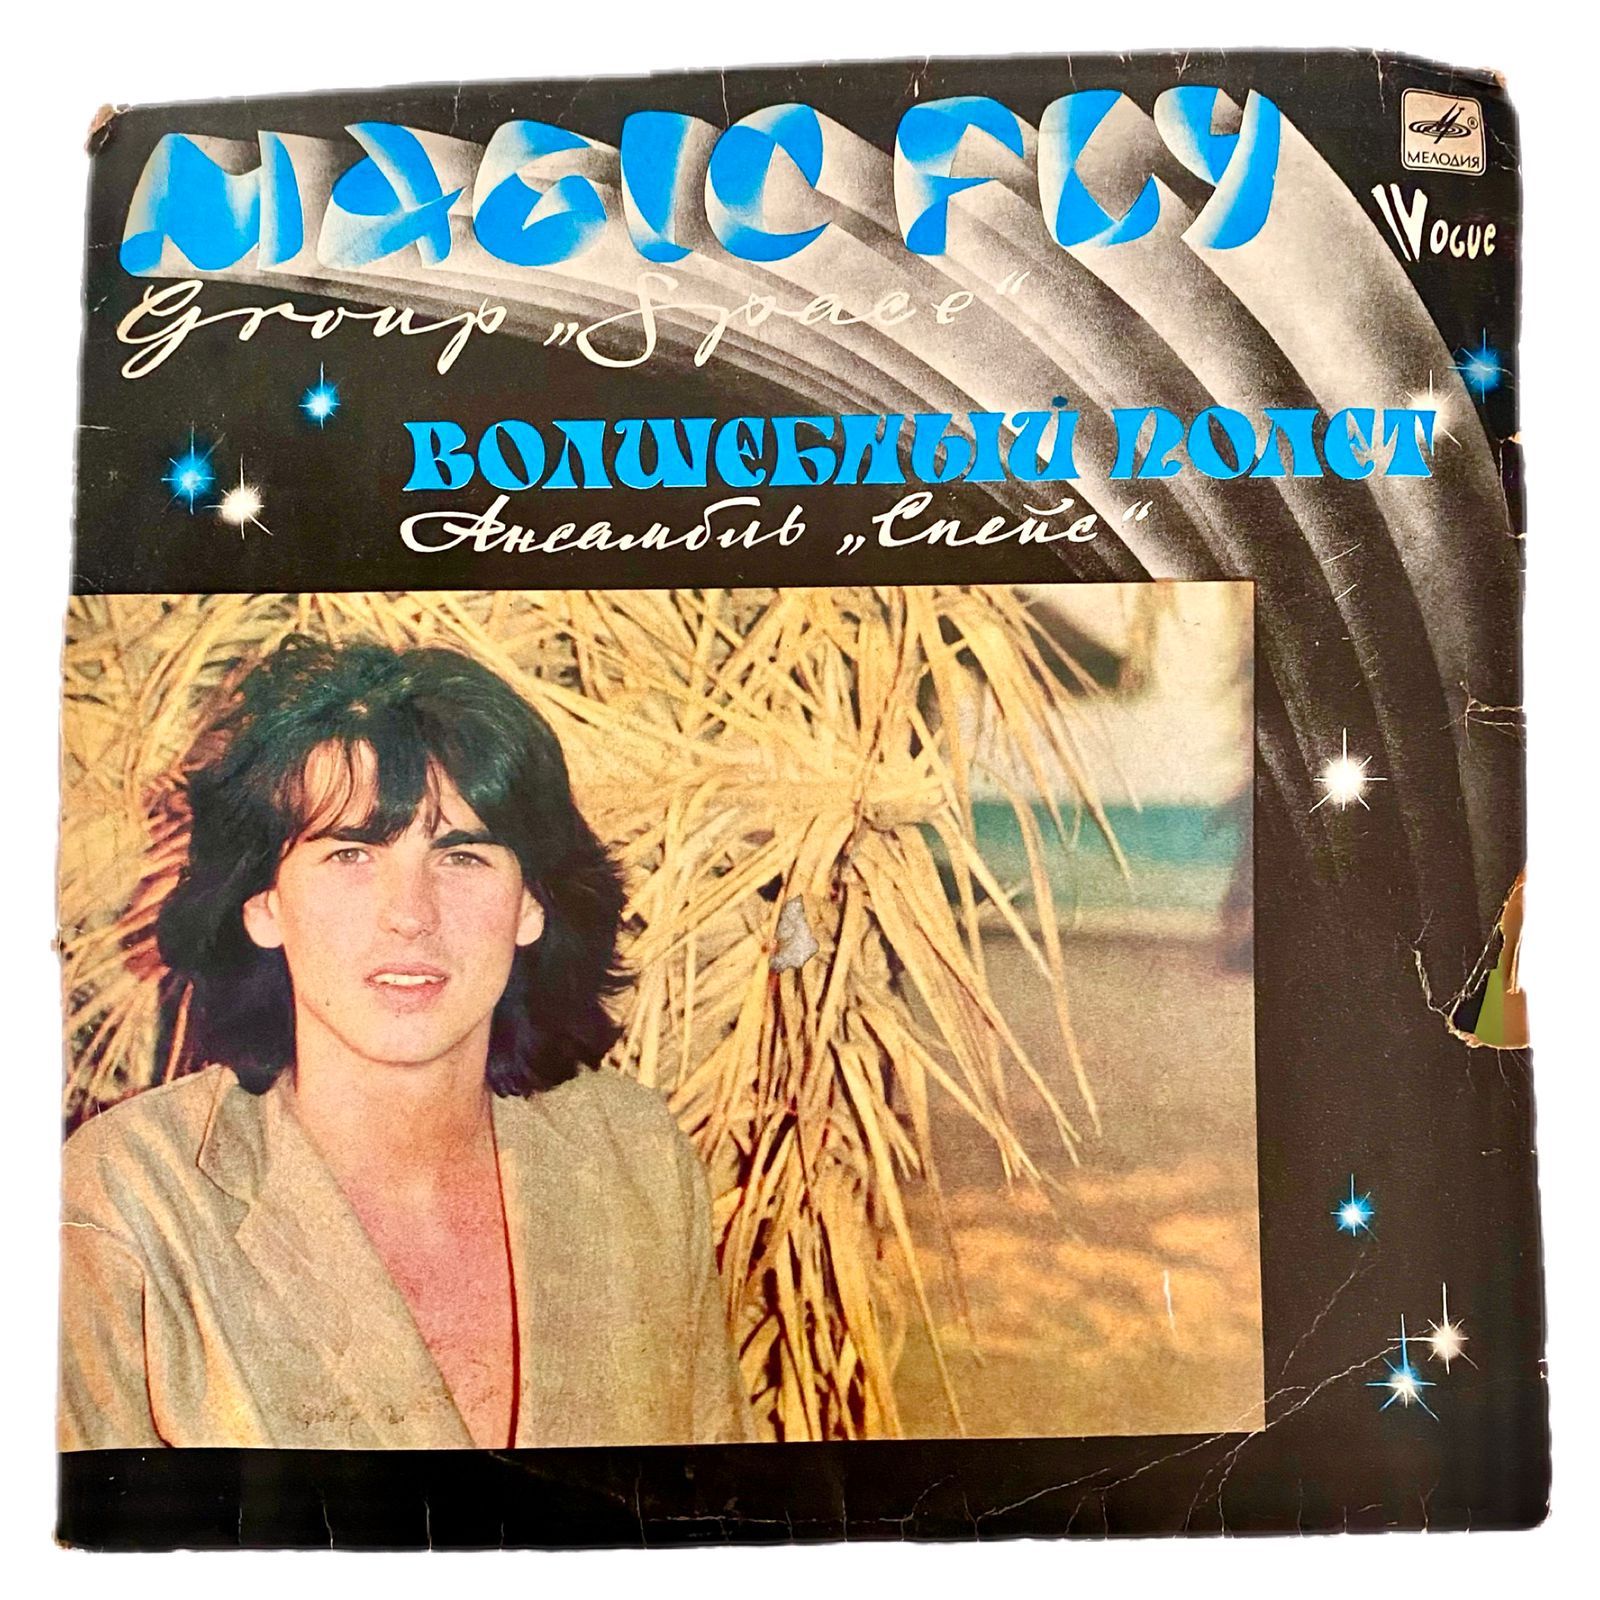 MAGIC FLY
МЕЛОДИЯ
®
Vogue
Group „Space“
ВОЛШЕБНЫЙ ПОЛЕТ
Ансамбль „Спейс“